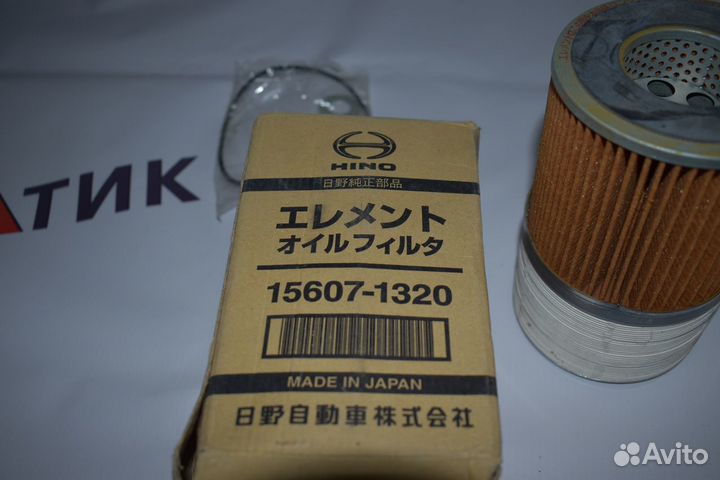 ТИК
HINO
日野純正部品
エレメント
オイルフィルタ
15607-1320
MADE IN JAPAN
日野自動車株式会社
Avito